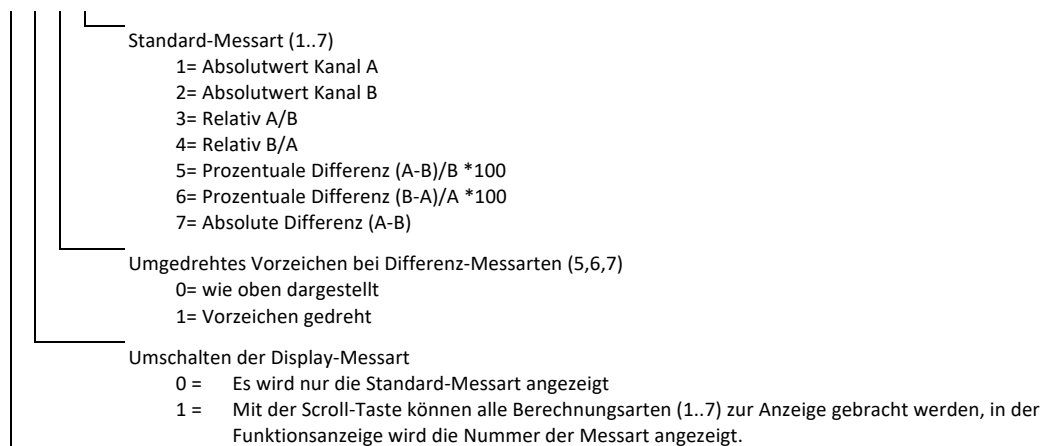 Standard-Messart (1..7)
1= Absolutwert Kanal A
2= Absolutwert Kanal B
3= Relativ A/B
4= Relativ B/A
5= Prozentuale Differenz (A-B)/B *100
6= Prozentuale Differenz (B-A)/A *100
7= Absolute Differenz (A-B)
Umgedrehtes Vorzeichen bei Differenz-Messarten (5,6,7)
0= wie oben dargestellt
1= Vorzeichen gedreht
Umschalten der Display-Messart
0 = Es wird nur die Standard-Messart angezeigt
1 = Mit der Scroll-Taste können alle Berechnungsarten (1..7) zur Anzeige gebracht werden, in der
Funktionsanzeige wird die Nummer der Messart angezeigt.